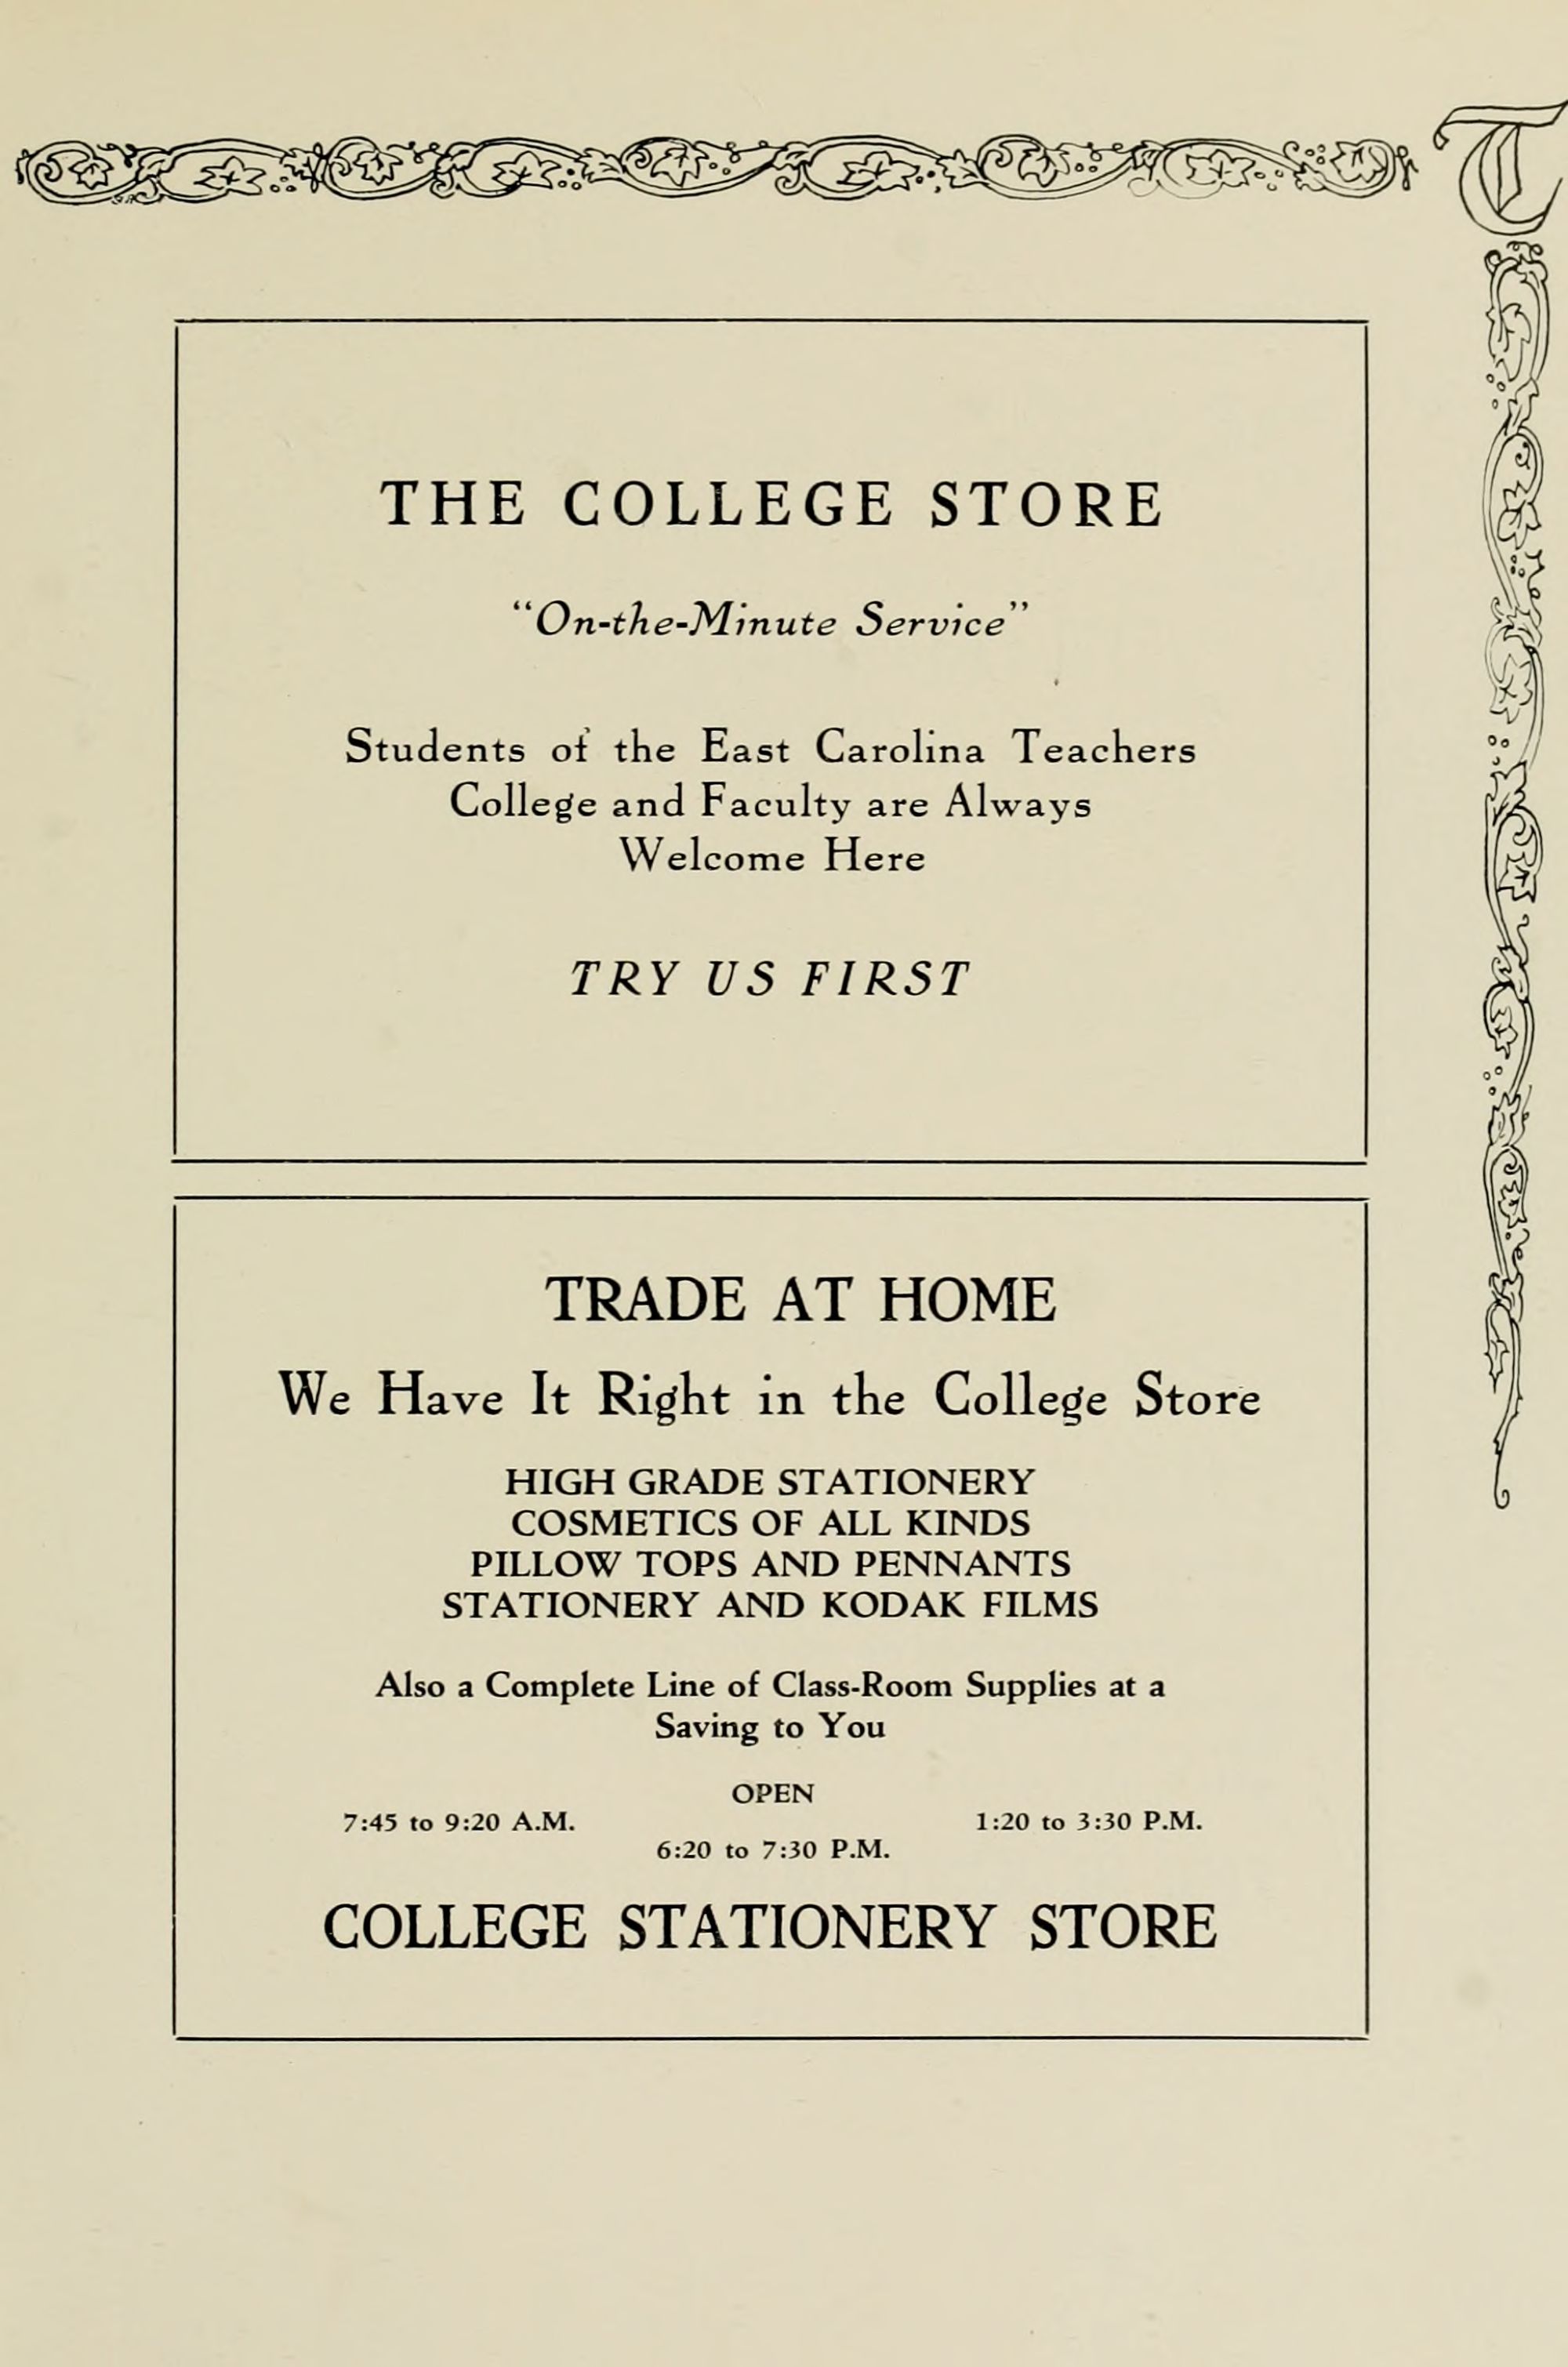 T
THE COLLEGE STORE
“On-the-Minute Service”
Students of the East Carolina Teachers
College and Faculty are Always
Welcome Here
TRY US FIRST
TRADE AT HOME
We Have It Right in the College Store
HIGH GRADE STATIONERY
COSMETICS OF ALL KINDS
PILLOW TOPS AND PENNANTS
STATIONERY AND KODAK FILMS
Also a Complete Line of Class-Room Supplies at a
Saving to You
OPEN
7:45 to 9:20 A.M. 1:20 to 3:30 P.M.
6:20 to 7:30 P.M.
COLLEGE STATIONERY STORE